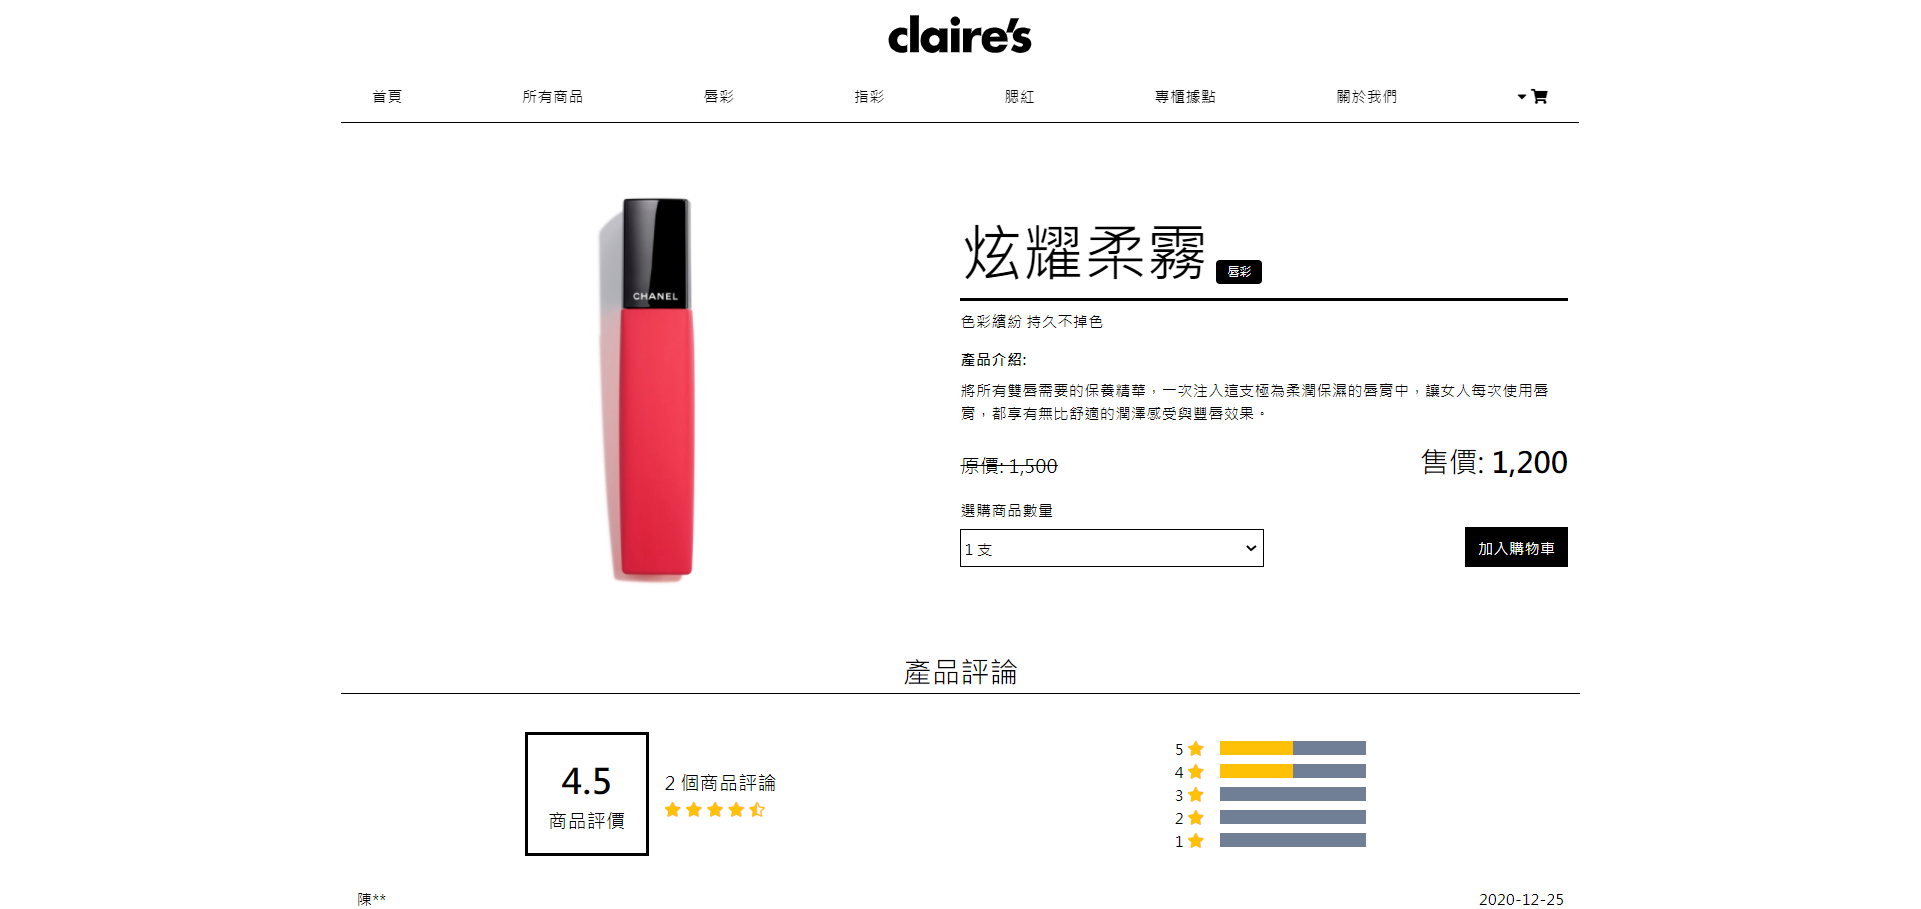 claire's
首頁 所有商品 唇彩 指彩 腮紅 專櫃據點 關於我們
CHANEL
炫耀柔霧 唇彩
色彩繽紛 持久不掉色
產品介紹:
將所有雙唇需要的保養精華，一次注入這支極為柔潤保濕的唇膏中，讓女人每次使用唇
膏，都享有無比舒適的潤澤感受與豐唇效果。
原價: 1,500 售價: 1,200
選購商品數量
1 支 加入購物車
產品評論
4.5
商品評價
2 個商品評論
5
4
3
2
1
陳** 2020-12-25